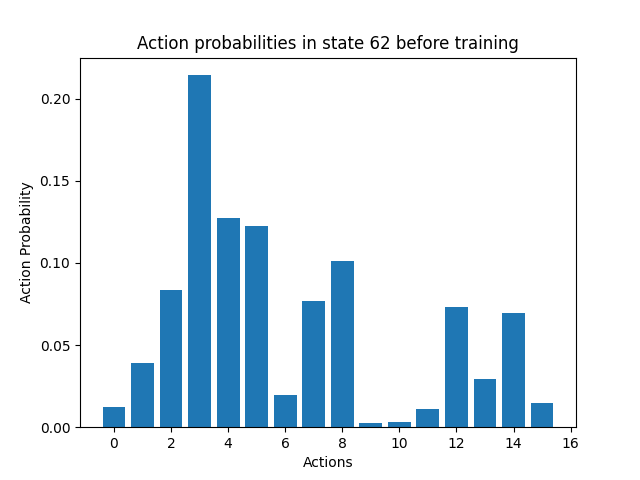 Action probabilities in state 62 before training
0.20
0.15
0.10
0.05
0.00
Action Probability
0 2 4 6 8 10 12 14 16
Actions